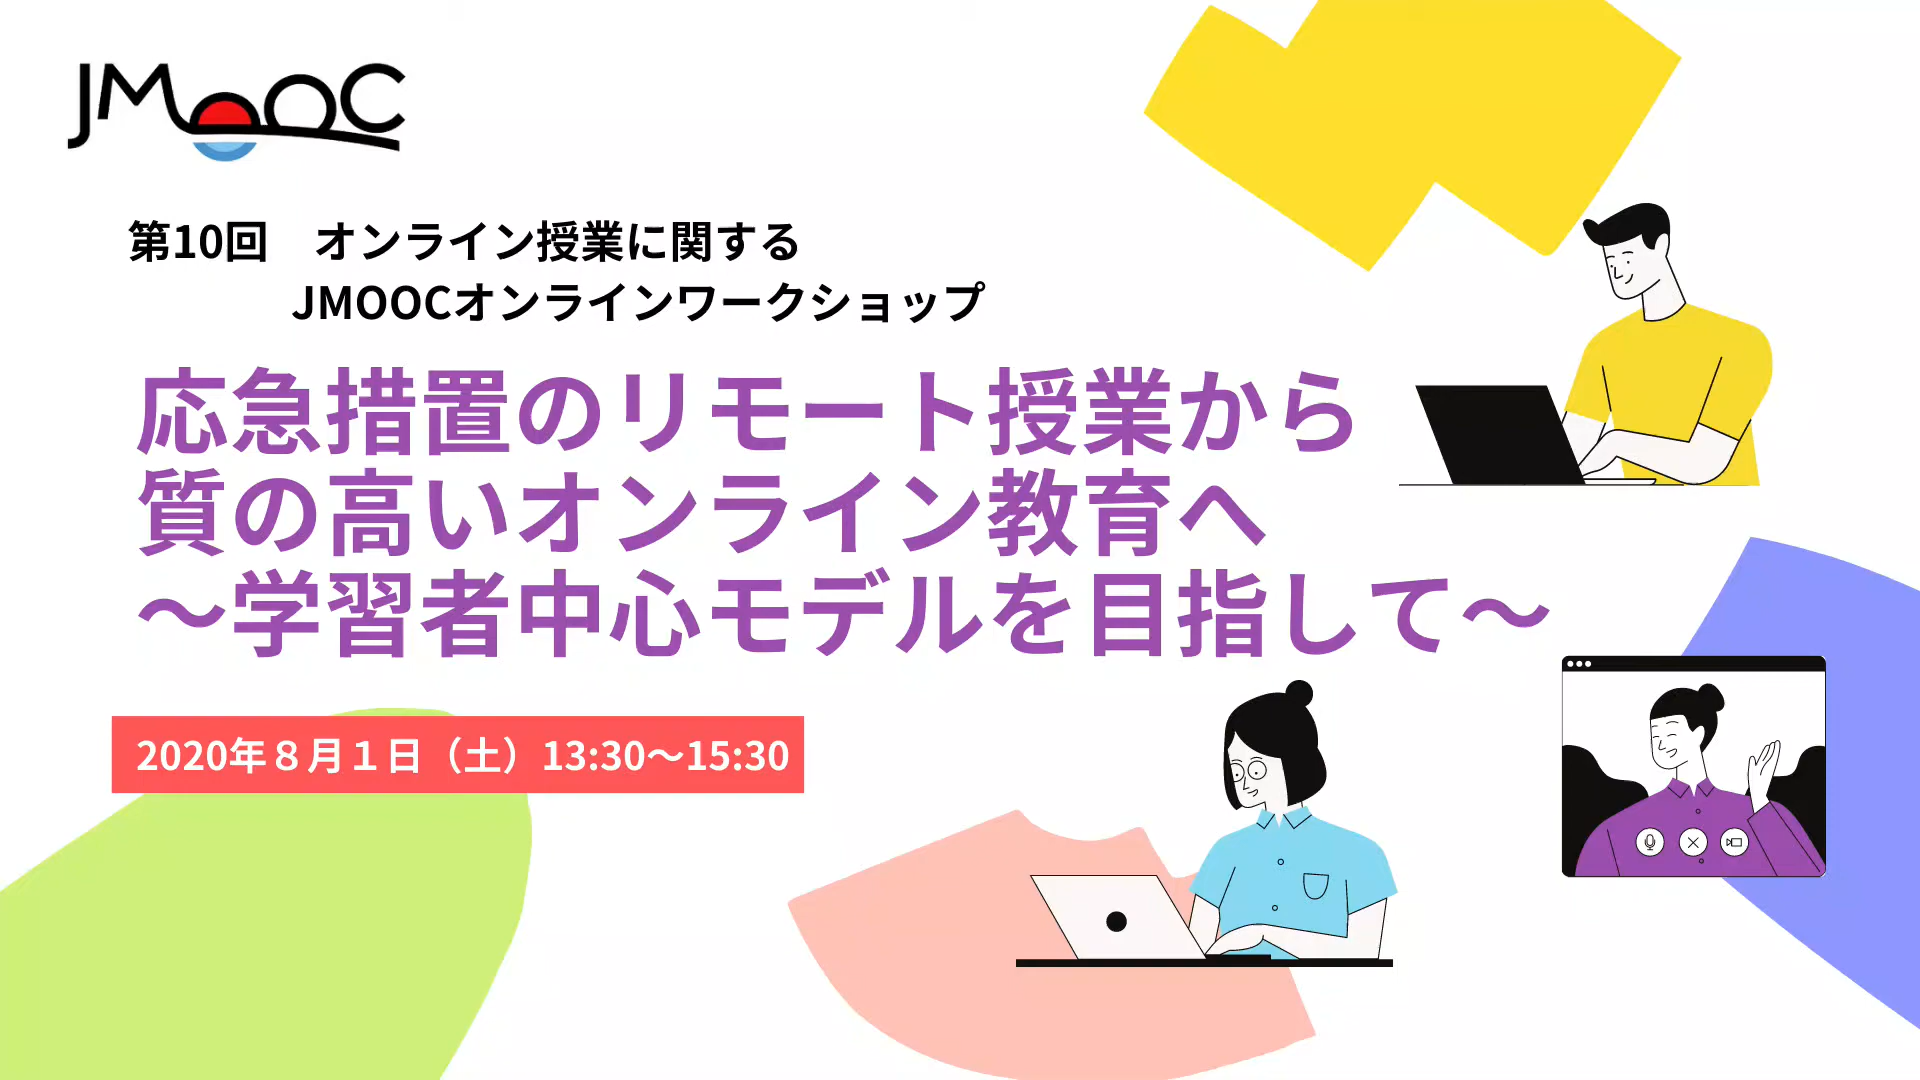 JMOOC
第10回　オンライン授業に関する
JMOOCオンラインワークショップ
応急措置のリモート授業から
質の高いオンライン教育へ
～学習者中心モデルを目指して～
2020年８月１日（土）13:30～15:30